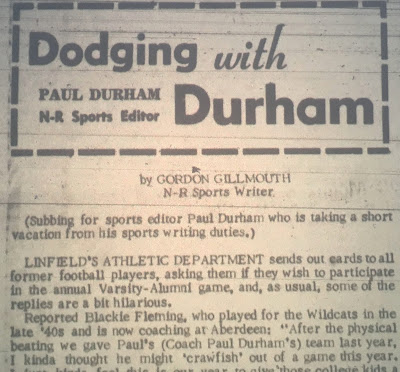 Dodging with
PAUL DURHAM
N-R Sports Editor
Durham
by GORDON GILLMOUTH
N-R Sports Writer
(Subbing for sports editor Paul Durham who is taking a short
vacation from his sports writing duties.)
LINFIELD'S ATHLETIC DEPARTMENT sends out cards to all
former football players, asking them if they wish to participate
in the annual Varsity-Alumni game, and, as usual, some of the
replies are a bit hilarious.
Reported Blackie Fleming, who played for the Wildcats in the
late '40s and is now coaching at Aberdeen; "After the physical
beating we gave Paul's (Coach Paul Durham's) team last year,
I kinda thought he might 'crawfish' out of a game this year.